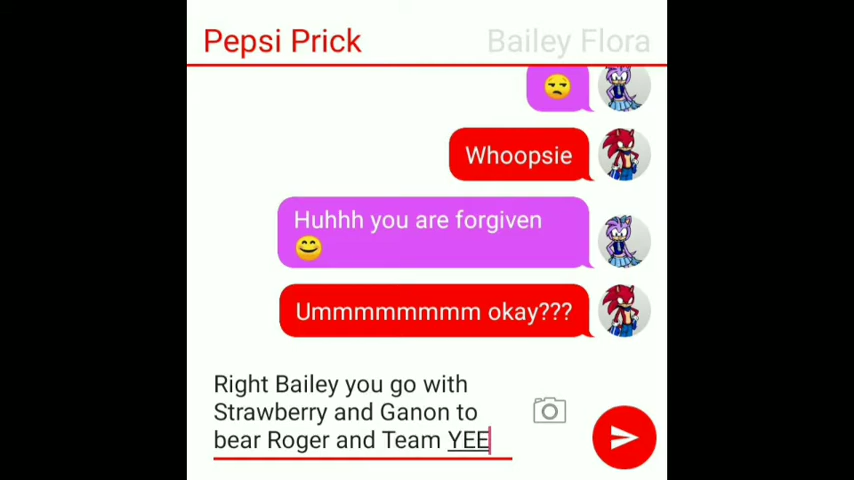 Pepsi Prick Bailey Flora
😒
Whoopsie
Huhhh you are forgiven
😊
Ummmmmmmm okay???
Right Bailey you go with
Strawberry and Ganon to
bear Roger and Team YEE